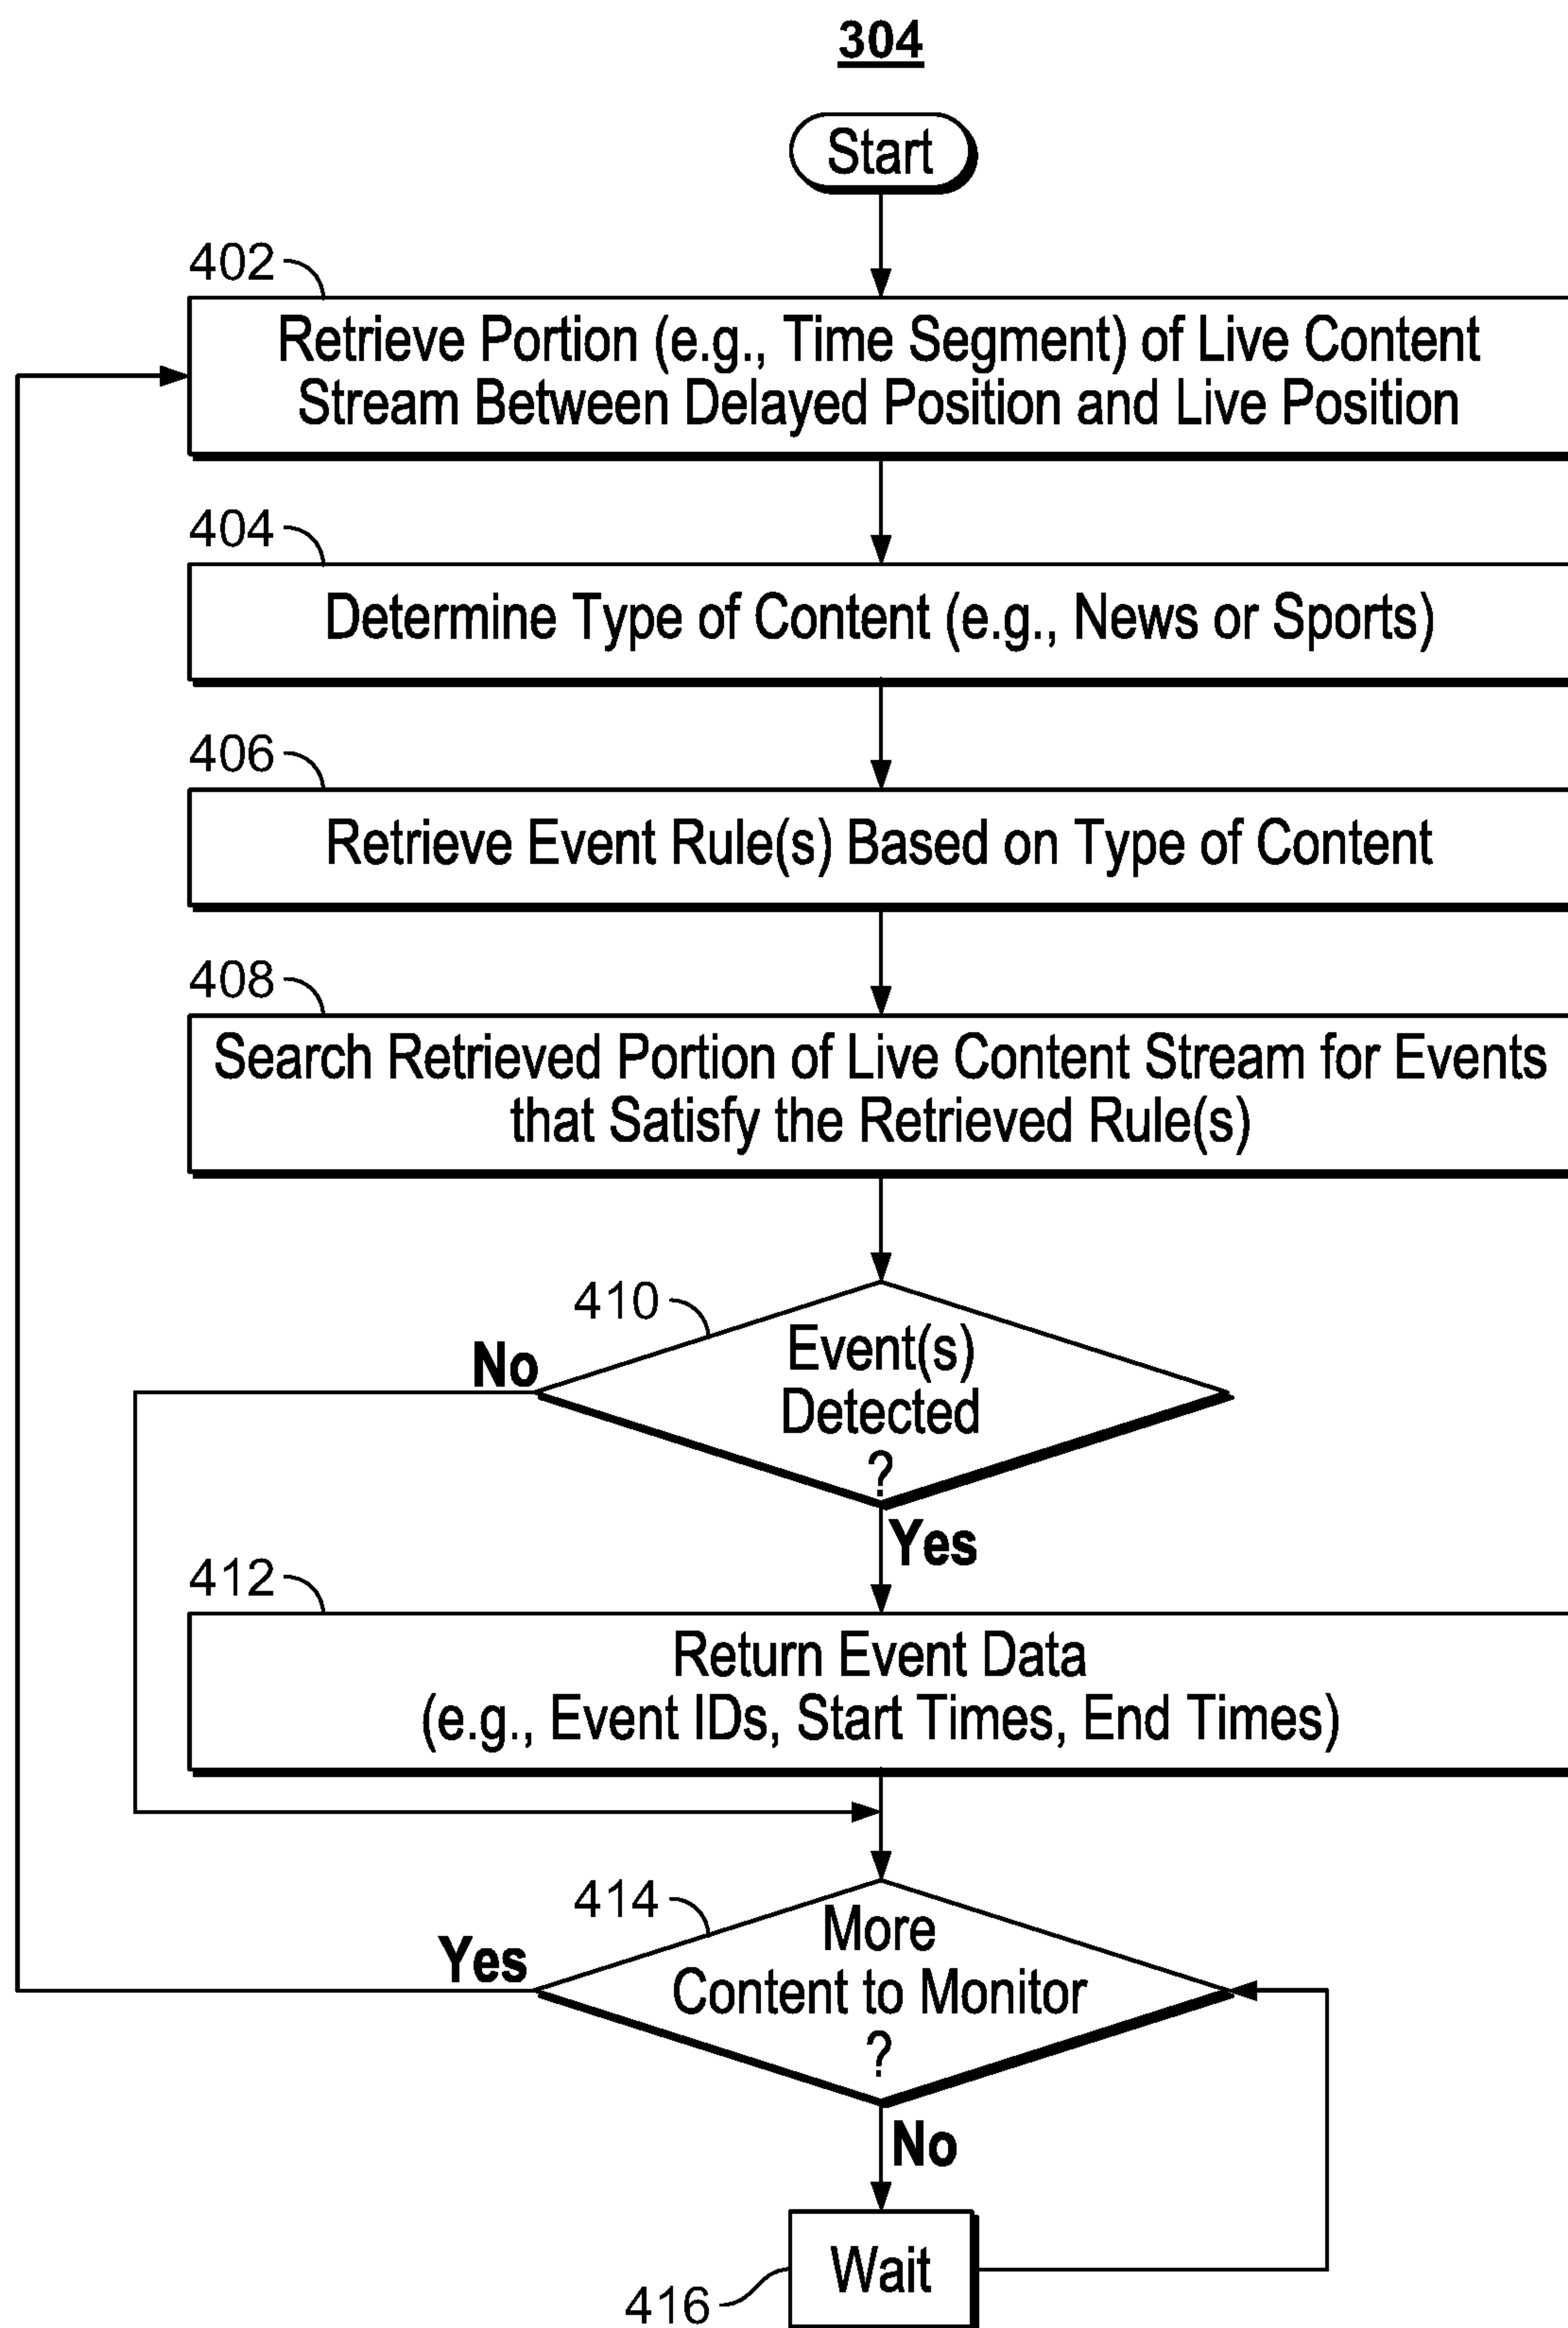 304
Start
402
Retrieve Portion (e.g., Time Segment) of Live Content
Stream Between Delayed Position and Live Position
404
Determine Type of Content (e.g., News or Sports)
406
Retrieve Event Rule(s) Based on Type of Content
408
Search Retrieved Portion of Live Content Stream for Events
that Satisfy the Retrieved Rule(s)
410
Event(s)
Detected
?
No
Yes
412
Return Event Data
(e.g., Event IDs, Start Times, End Times)
414
More
Content to Monitor
?
Yes
No
Wait
416